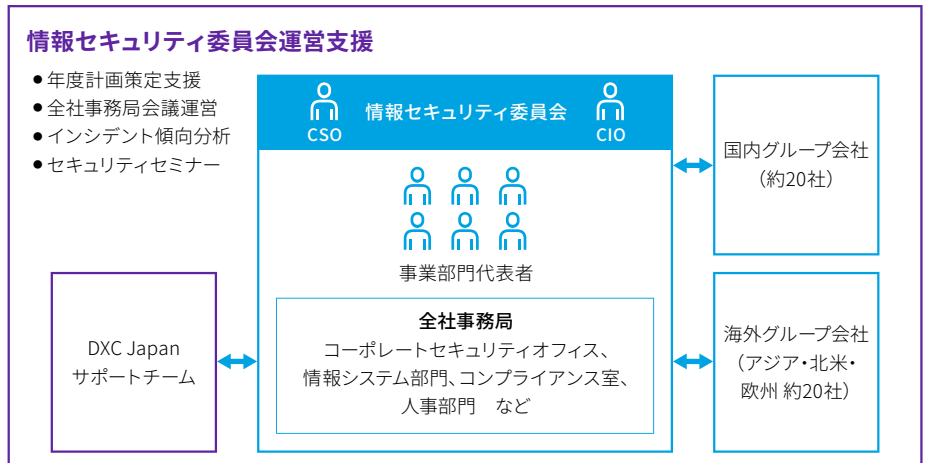 情報セキュリティ委員会運営支援
●年度計画策定支援
●全社事務局会議運営
●インシデント傾向分析
●セキュリティセミナー
CSO
情報セキュリティ委員会
CIO
事業部門代表者
全社事務局
コーポレートセキュリティオフィス、
情報システム部門、コンプライアンス室、
人事部門　など
DXC Japan
サポートチーム
国内グループ会社
（約20社）
海外グループ会社
（アジア・北米・
欧州 約20社）